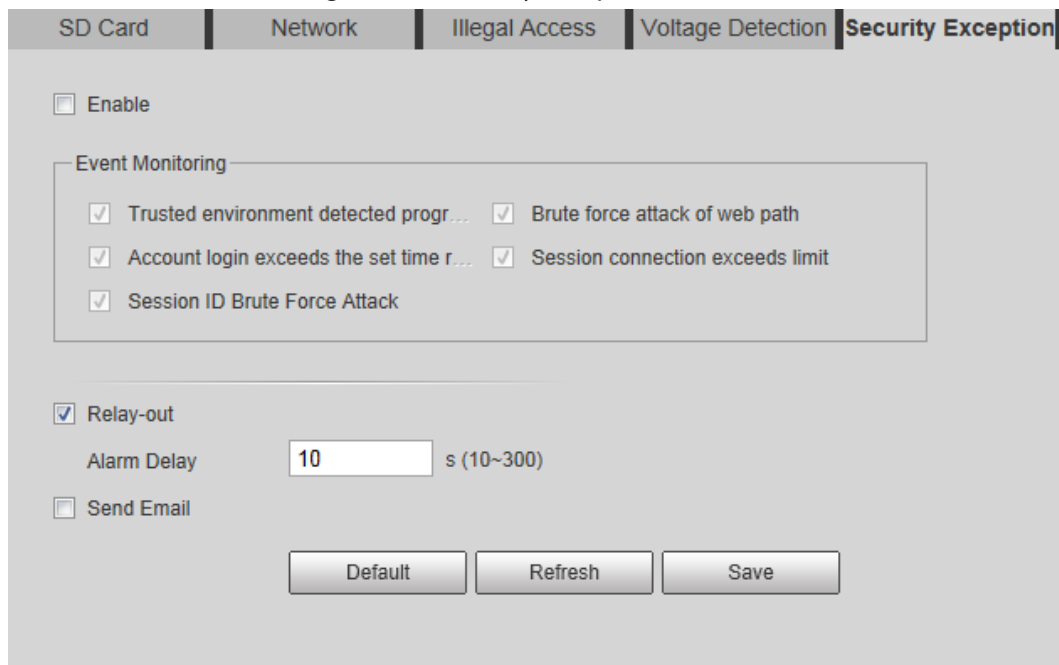 SD Card Network Illegal Access Voltage Detection Security Exception
Enable
Event Monitoring
Trusted environment detected progr... Brute force attack of web path
Account login exceeds the set time r... Session connection exceeds limit
Session ID Brute Force Attack
Relay-out
Alarm Delay 10 s (10~300)
Send Email
Default Refresh Save